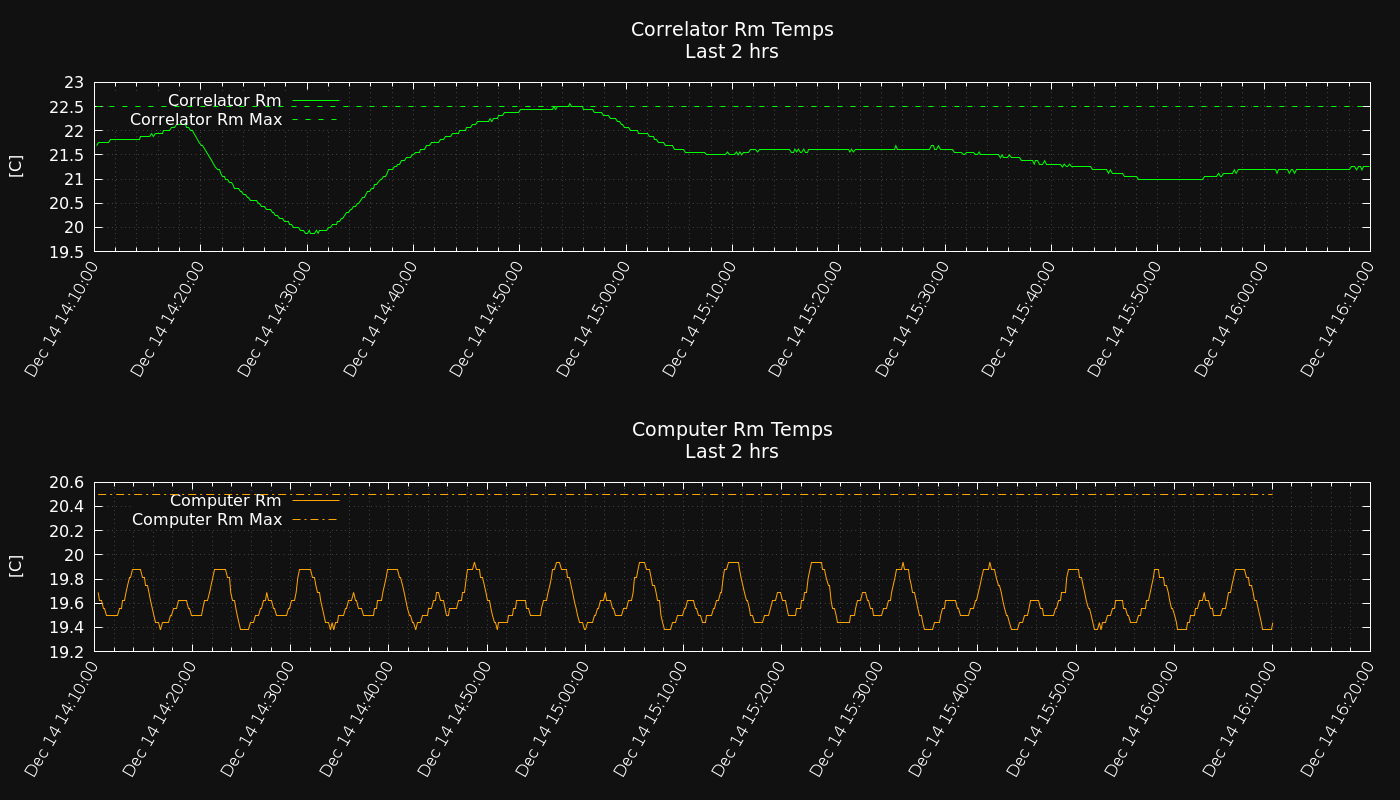 Correlator Rm Temps
Last 2 hrs
23
22.5
22
21.5
21
20.5
20
19.5
[C]
Correlator Rm
Correlator Rm Max
Dec 14 14:10:00
Dec 14 14:20:00
Dec 14 14:30:00
Dec 14 14:40:00
Dec 14 14:50:00
Dec 14 15:00:00
Dec 14 15:10:00
Dec 14 15:20:00
Dec 14 15:30:00
Dec 14 15:40:00
Dec 14 15:50:00
Dec 14 16:00:00
Dec 14 16:10:00
Computer Rm Temps
Last 2 hrs
20.6
20.4
20.2
20
19.8
19.6
19.4
19.2
[C]
Computer Rm
Computer Rm Max
Dec 14 14:10:00
Dec 14 14:20:00
Dec 14 14:30:00
Dec 14 14:40:00
Dec 14 14:50:00
Dec 14 15:00:00
Dec 14 15:10:00
Dec 14 15:20:00
Dec 14 15:30:00
Dec 14 15:40:00
Dec 14 15:50:00
Dec 14 16:00:00
Dec 14 16:10:00
Dec 14 16:20:00